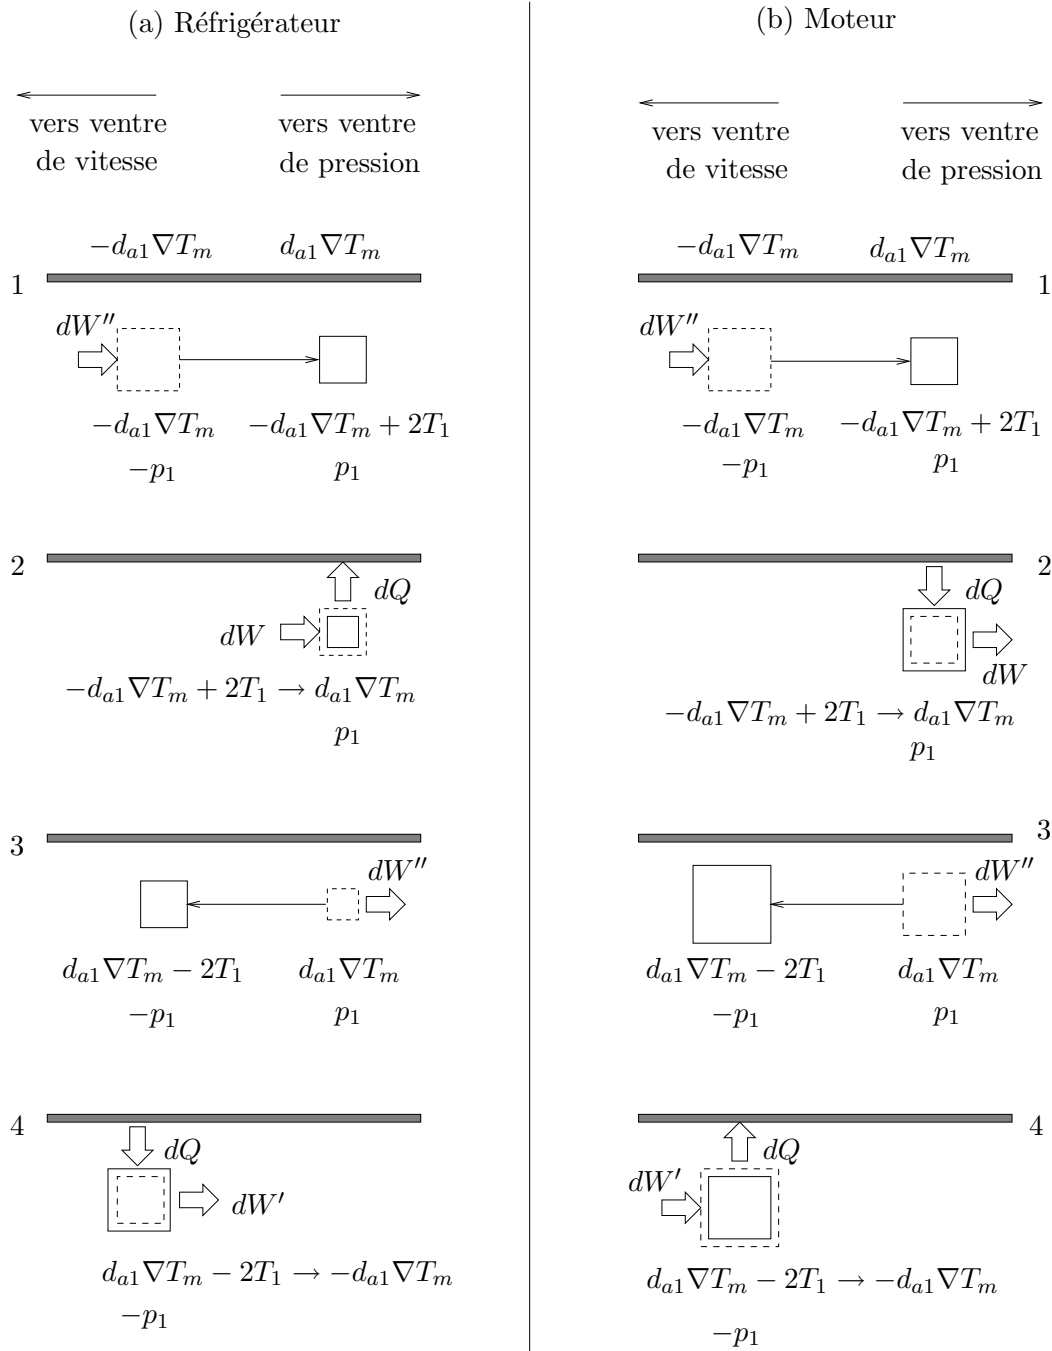 (a) Réfrigérateur
vers ventre
de vitesse
vers ventre
de pression
−d_{a1}∇T_m
d_{a1}∇T_m
1
dW''
−d_{a1}∇T_m
−d_{a1}∇T_m + 2T_1
−p_1
p_1
2
dQ
dW
−d_{a1}∇T_m + 2T_1 → d_{a1}∇T_m
p_1
3
dW''
d_{a1}∇T_m − 2T_1
d_{a1}∇T_m
−p_1
p_1
4
dQ
dW'
d_{a1}∇T_m − 2T_1 → −d_{a1}∇T_m
−p_1
(b) Moteur
vers ventre
de vitesse
vers ventre
de pression
−d_{a1}∇T_m
d_{a1}∇T_m
1
dW''
−d_{a1}∇T_m
−d_{a1}∇T_m + 2T_1
−p_1
p_1
2
dQ
dW
−d_{a1}∇T_m + 2T_1 → d_{a1}∇T_m
p_1
3
dW''
d_{a1}∇T_m − 2T_1
d_{a1}∇T_m
−p_1
p_1
4
dQ
dW'
d_{a1}∇T_m − 2T_1 → −d_{a1}∇T_m
−p_1